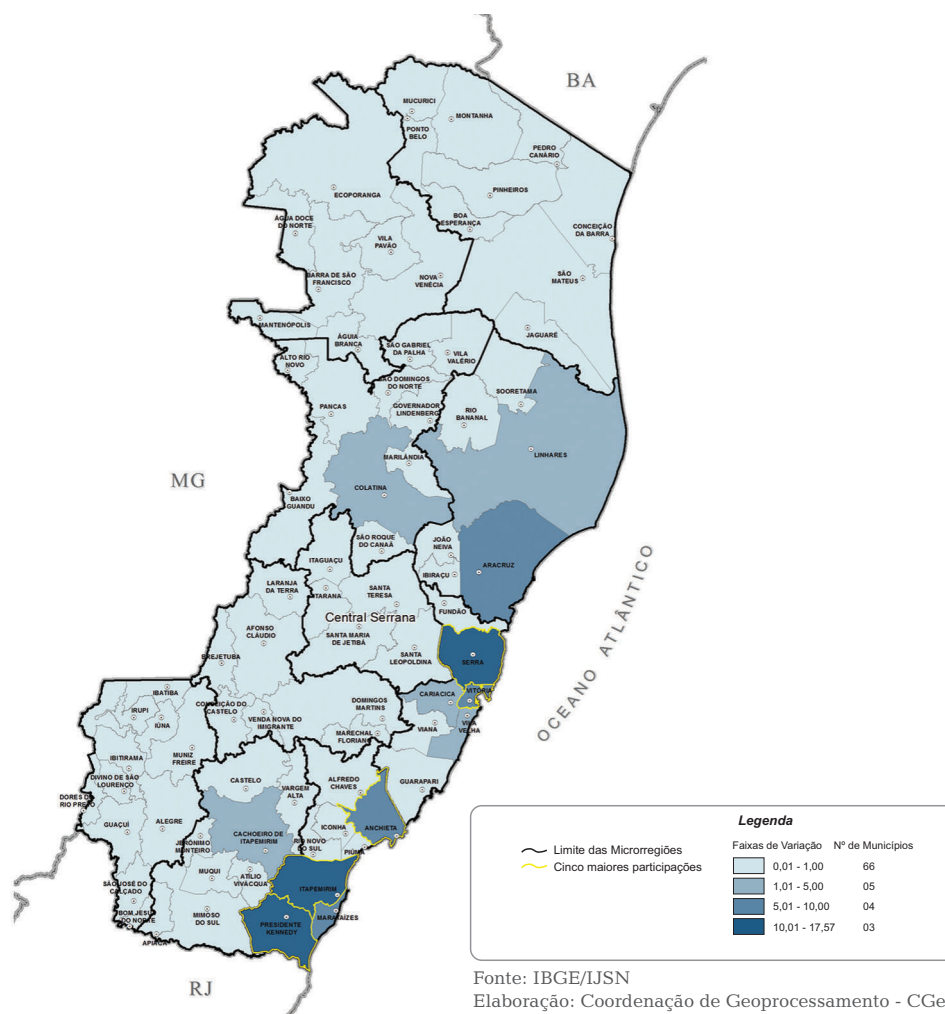 BA
MUCURICI
MONTANHA
PONTO
BELO
PEDRO
CANÁRIO
ECOPORANGA
PINHEIROS
ÁGUA DOCE
DO NORTE
BOA
ESPERANÇA
CONCEIÇÃO
DA BARRA
VILA
PAVÃO
BARRA DE SÃO
FRANCISCO
NOVA
VENÉCIA
SÃO
MATEUS
MANTENÓPOLIS
ÁGUIA
BRANCA
JAGUARÉ
SÃO GABRIEL
DA PALHA
VILA
VALÉRIO
ALTO RIO
NOVO
SÃO DOMINGOS
DO NORTE
SOORETAMA
PANCAS
GOVERNADOR
LINDENBERG
RIO
BANANAL
MARILÂNDIA
LINHARES
MG
COLATINA
BAIXO
GUANDU
SÃO ROQUE
DO CANAÃ
JOÃO
NEIVA
ITAGUAÇU
IBIRAÇU
ARACRUZ
LARANJA
DA TERRA
ITARANA
SANTA
TERESA
FUNDÃO
Central Serrana
AFONSO
CLÁUDIO
SANTA MARIA
DE JETIBÁ
BREJETUBA
SANTA
LEOPOLDINA
SERRA
OCEANO ATLÂNTICO
IBATIBA
CARIACICA
VITÓRIA
IRUPI
IÚNA
CONCEIÇÃO DO
CASTELO
VENDA NOVA DO
IMIGRANTE
DOMINGOS
MARTINS
VIANA
VILA
VELHA
MARECHAL
FLORIANO
IBITIRAMA
MUNIZ
FREIRE
DIVINO DE SÃO
LOURENÇO
CASTELO
VARGEM
ALTA
ALFREDO
CHAVES
GUARAPARI
DORES DO
RIO PRETO
GUAÇUÍ
ALEGRE
JERÔNIMO
MONTEIRO
CACHOEIRO DE
ITAPEMIRIM
ICONHA
ANCHIETA
RIO NOVO
DO SUL
PIÚMA
MUQUI
ATÍLIO
VIVÁCQUA
SÃO JOSÉ DO
CALÇADO
ITAPEMIRIM
BOM JESUS
DO NORTE
MIMOSO
DO SUL
MARATAÍZES
PRESIDENTE
KENNEDY
APIACÁ
RJ
Legenda
Limite das Microrregiões
Cinco maiores participações
Faixas de Variação Nº de Municípios
0,01 - 1,00 66
1,01 - 5,00 05
5,01 - 10,00 04
10,01 - 17,57 03
Fonte: IBGE/IJSN
Elaboração: Coordenação de Geoprocessamento - CGe